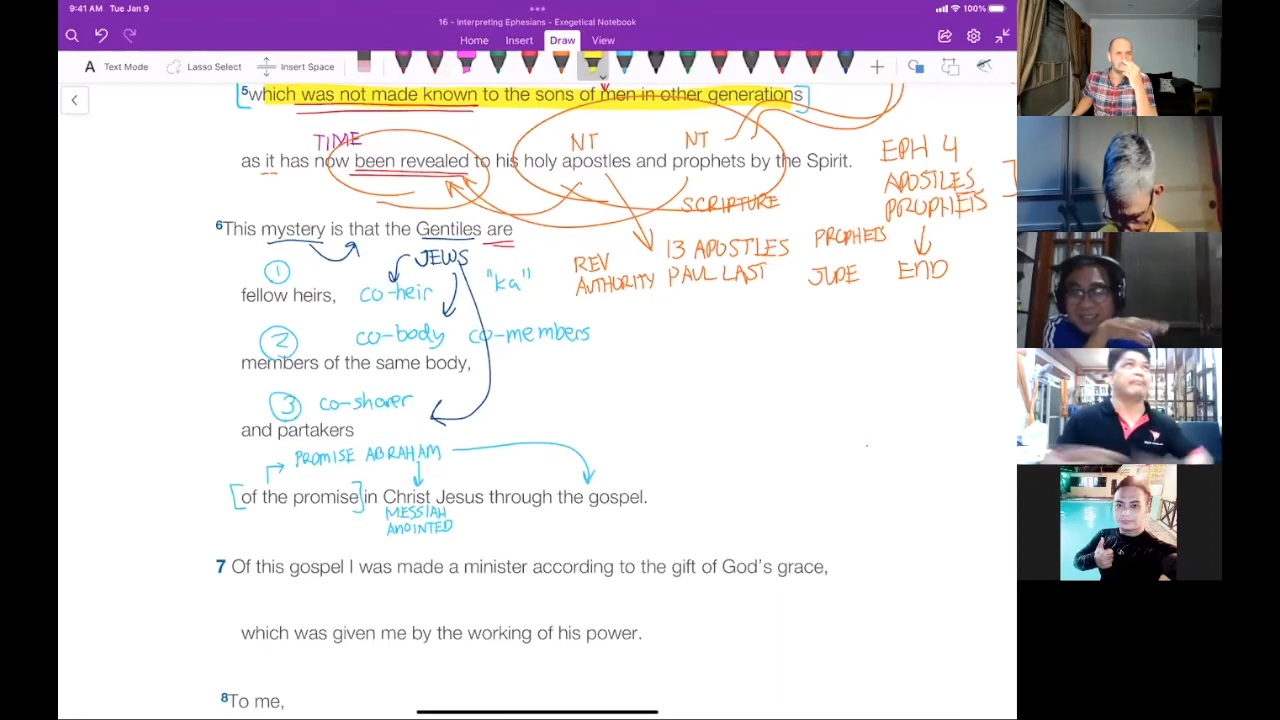 9:41 AM Tue Jan 9
100%
16 - Interpreting Ephesians - Exegetical Notebook
Home Insert Draw View
A Text Mode Lasso Select Insert Space
5which was not made known to the sons of men in other generations
TIME NT NT EPH 4
as it has now been revealed to his holy apostles and prophets by the Spirit.
APOSTLES
SCRIPTURE PROPHETS
6This mystery is that the Gentiles are
PROPHETS
JEWS 13 APOSTLES
REV
AUTHORITY PAUL LAST JUDE END
1 "ka"
fellow heirs, co-heir
2 co-body co-members
members of the same body,
3 co-sharer
and partakers
PROMISE ABRAHAM
[of the promise] in Christ Jesus through the gospel.
MESSIAH
ANOINTED
7 Of this gospel I was made a minister according to the gift of God's grace,
which was given me by the working of his power.
8To me,